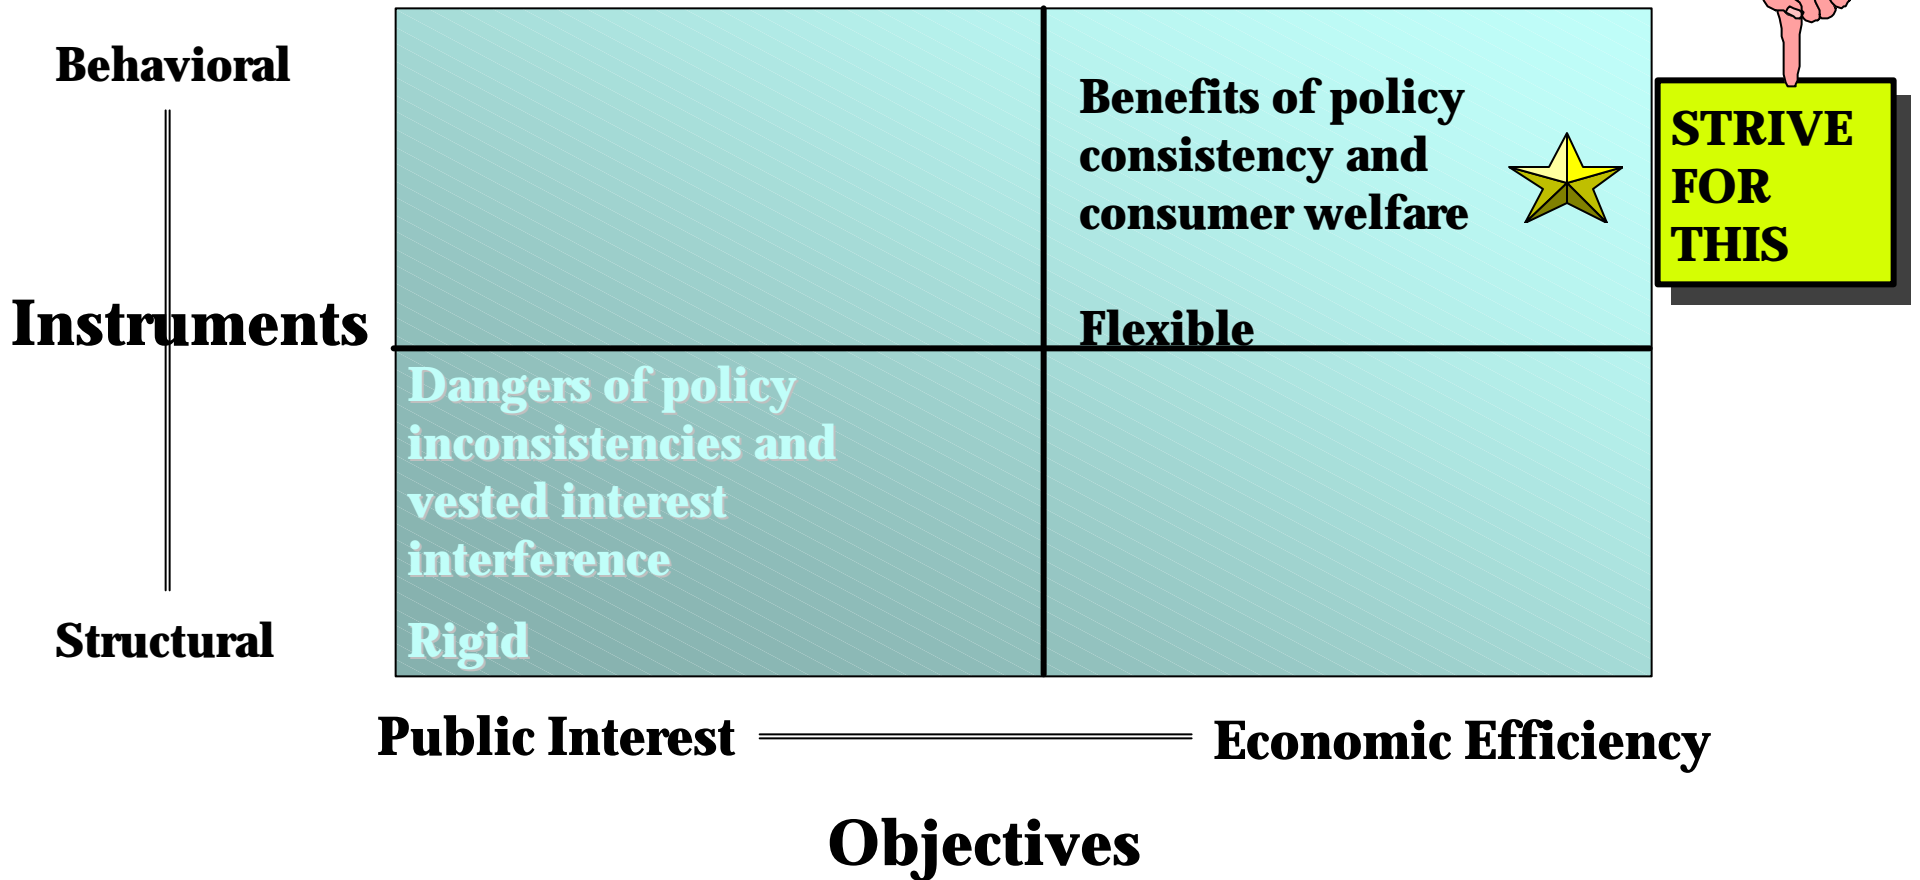 Behavioral
Instruments
Structural
Benefits of policy
consistency and
consumer welfare
Flexible
STRIVE
FOR
THIS
Dangers of policy
inconsistencies and
vested interest
interference
Rigid
Public Interest
Economic Efficiency
Objectives